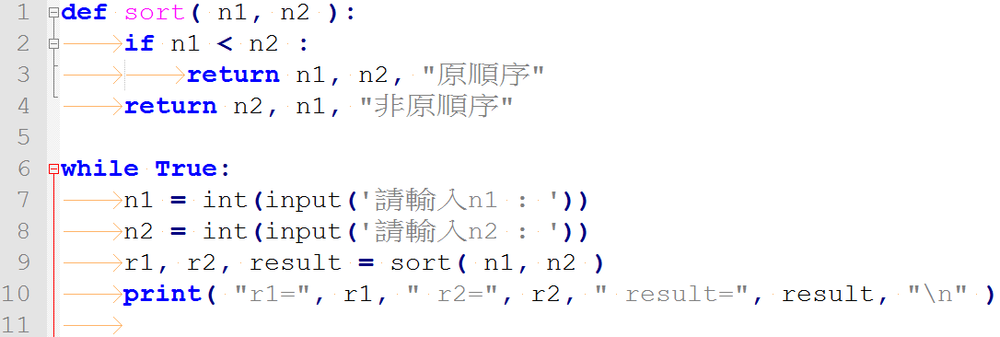 1 def sort( n1, n2 ):
2 if n1 < n2 :
3 return n1, n2, "原順序"
4 return n2, n1, "非原順序"
5
6 while True:
7 n1 = int(input('請輸入n1 : '))
8 n2 = int(input('請輸入n2 : '))
9 r1, r2, result = sort( n1, n2 )
10 print( "r1=", r1, " r2=", r2, " result=", result, "\n" )
11